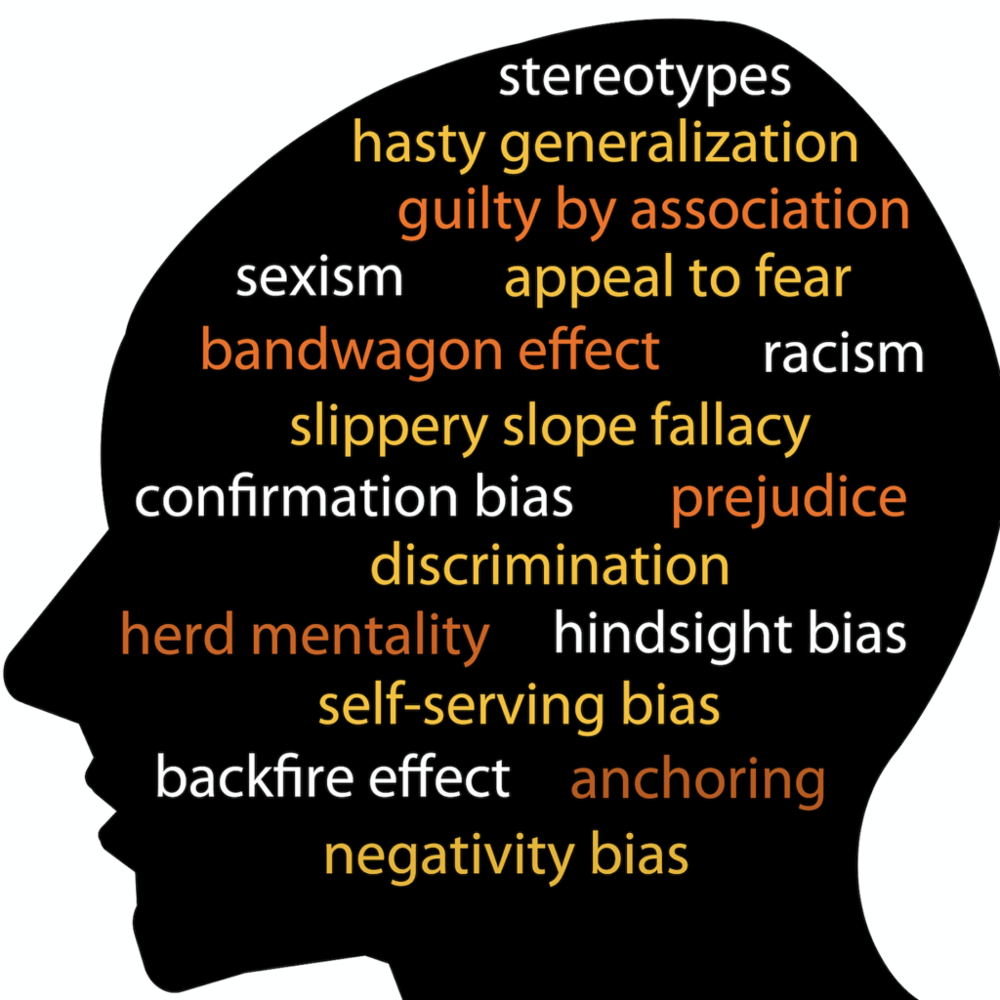 stereotypes
hasty generalization
guilty by association
sexism appeal to fear
bandwagon effect racism
slippery slope fallacy
confirmation bias prejudice
discrimination
herd mentality hindsight bias
self-serving bias
backfire effect anchoring
negativity bias